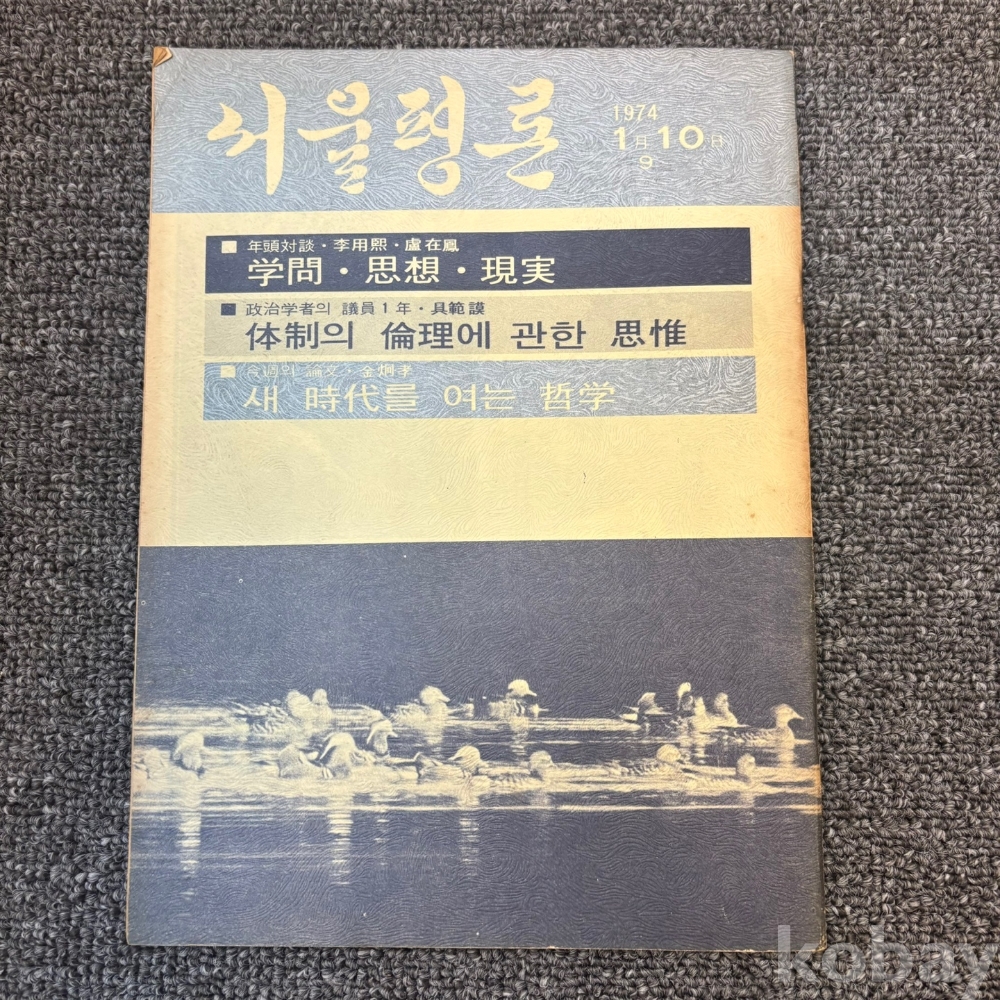 서울평론
1974
1月10日
9
■ 年頭対談・李用熙・盧在鳳
学問・思想・現実
■ 政治学者의 議員1年・具範謨
体制의 倫理에 관한 思惟
■ 今週의 論文・金炯孝
새 時代를 여는 哲学
kobay